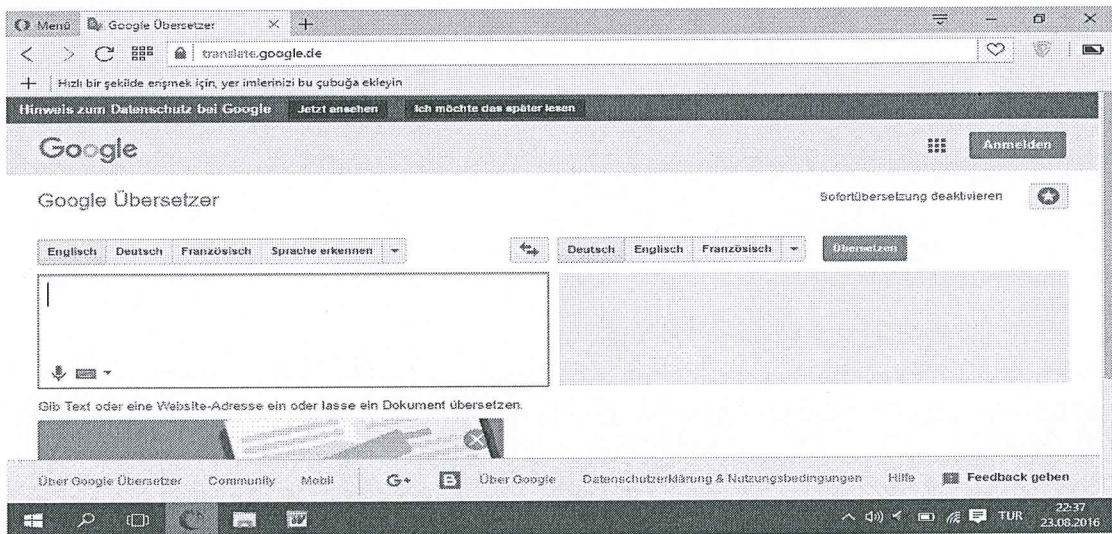 Menü Google Übersetzer
translate.google.de
Hızlı bir şekilde erişmek için, yer imlerinizi bu çubuğa ekleyin
Hinweis zum Datenschutz bei Google Jetzt ansehen Ich möchte das später lesen
Google Anmelden
Google Übersetzer Sofortübersetzung deaktivieren
Englisch Deutsch Französisch Sprache erkennen Deutsch Englisch Französisch Übersetzen
Gib Text oder eine Website-Adresse ein oder lasse ein Dokument übersetzen.
Über Google Übersetzer Community Mobil G+ B Über Google Datenschutzerklärung & Nutzungsbedingungen Hilfe Feedback geben
W TUR 22:37
23.08.2016